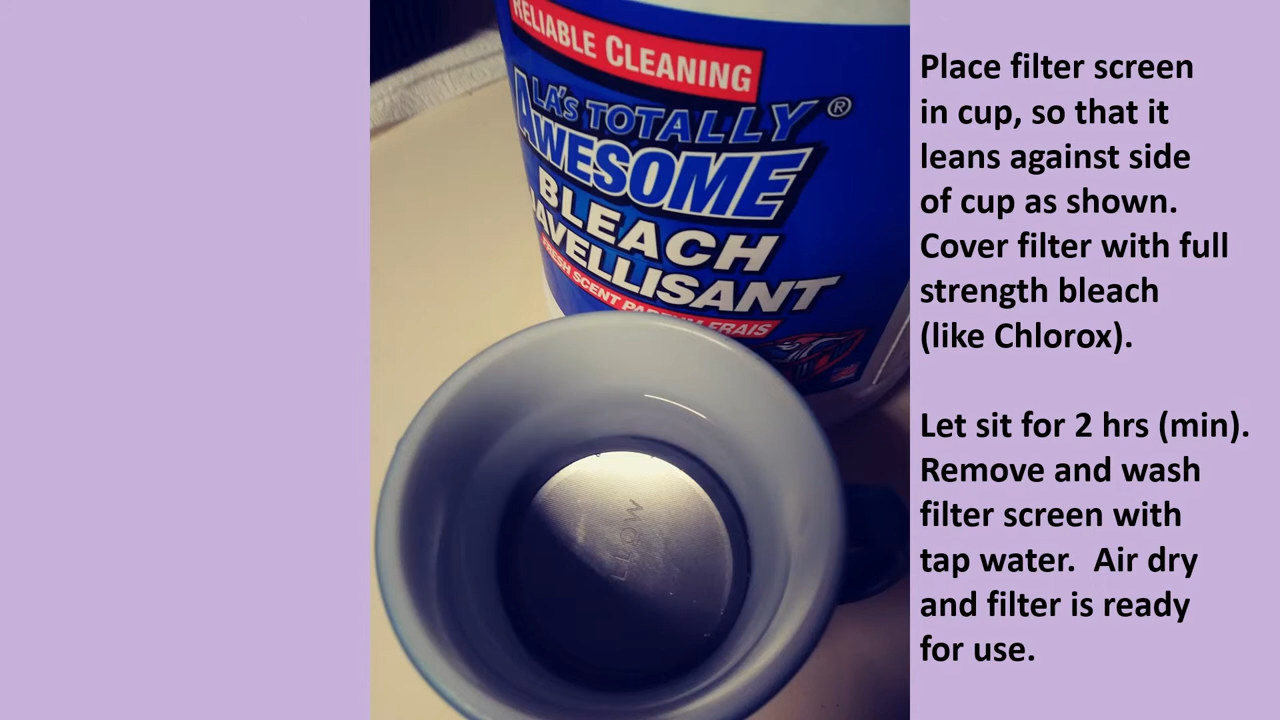 RELIABLE CLEANING
LA's TOTALLY ®
AWESOME
BLEACH
JAVELLISANT
FRESH SCENT PARFUM FRAIS
FLOW
Place filter screen
in cup, so that it
leans against side
of cup as shown.
Cover filter with full
strength bleach
(like Chlorox).
Let sit for 2 hrs (min).
Remove and wash
filter screen with
tap water.  Air dry
and filter is ready
for use.